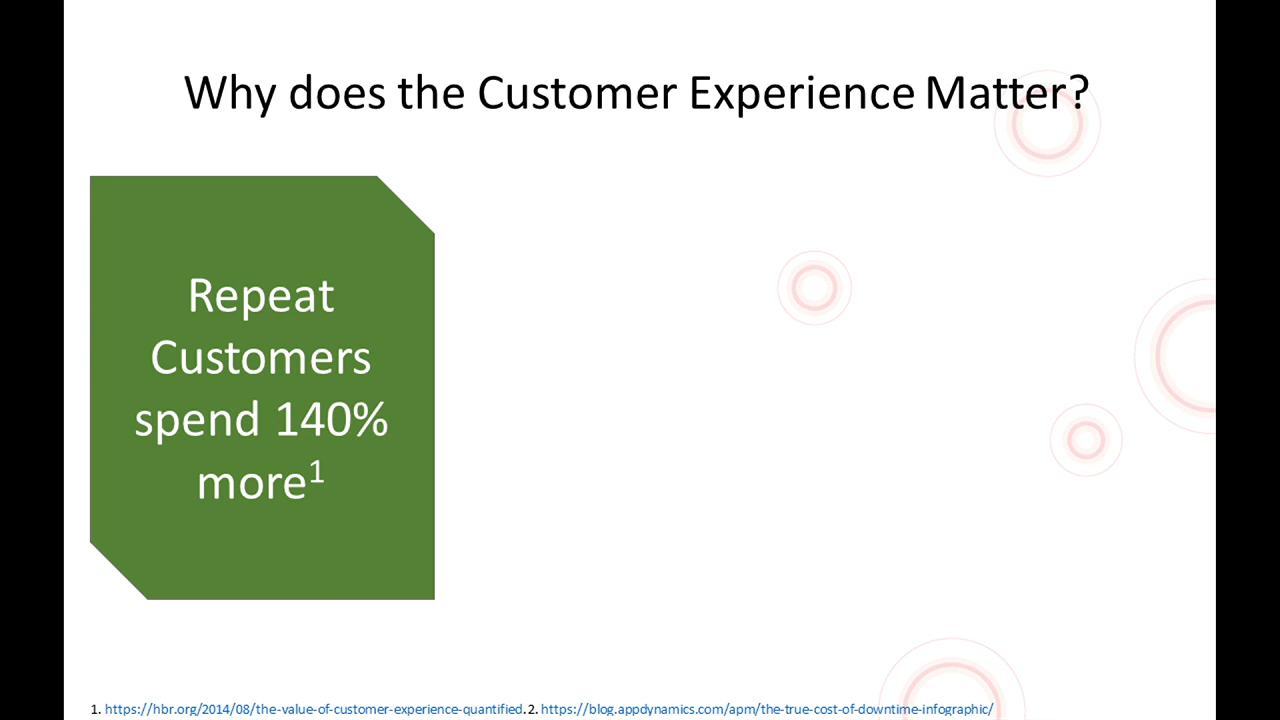 Why does the Customer Experience Matter?
Repeat
Customers
spend 140%
more¹
1. https://hbr.org/2014/08/the-value-of-customer-experience-quantified. 2. https://blog.appdynamics.com/apm/the-true-cost-of-downtime-infographic/